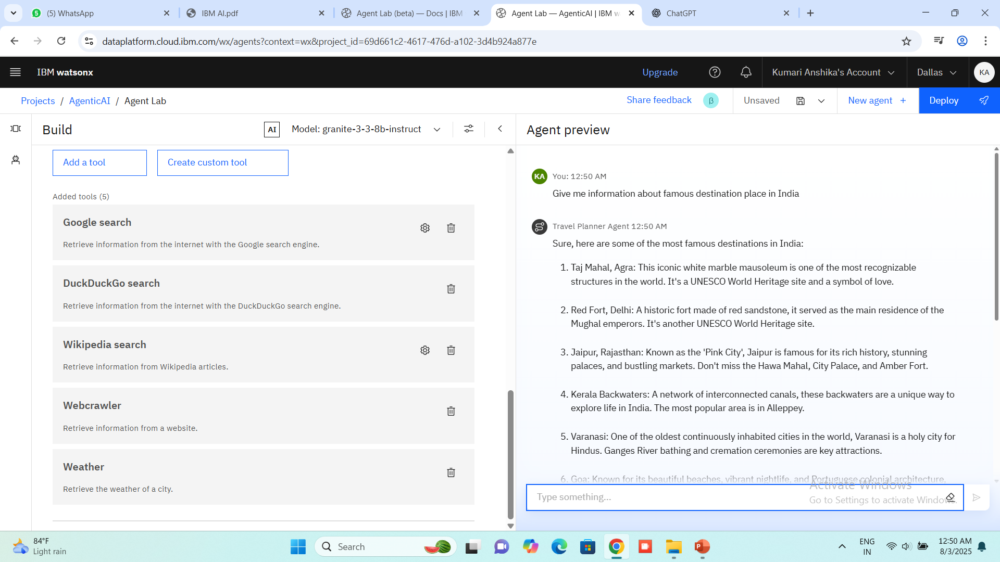 (5) WhatsApp
IBM AI.pdf
Agent Lab (beta) — Docs | IBM
Agent Lab — AgenticAI | IBM w
ChatGPT
dataplatform.cloud.ibm.com/wx/agents?context=wx&project_id=69d661c2-4617-476d-a102-3d4b924a877e
IBM watsonx
Upgrade
Kumari Anshika's Account
Dallas
KA
Projects / AgenticAI / Agent Lab
Share feedback
β
Unsaved
New agent +
Deploy
Build
AI
Model: granite-3-3-8b-instruct
Agent preview
Add a tool
Create custom tool
Added tools (5)
Google search
Retrieve information from the internet with the Google search engine.
DuckDuckGo search
Retrieve information from the internet with the DuckDuckGo search engine.
Wikipedia search
Retrieve information from Wikipedia articles.
Webcrawler
Retrieve information from a website.
Weather
Retrieve the weather of a city.
KA
You: 12:50 AM
Give me information about famous destination place in India
Travel Planner Agent 12:50 AM
Sure, here are some of the most famous destinations in India:
1. Taj Mahal, Agra: This iconic white marble mausoleum is one of the most recognizable
structures in the world. It's a UNESCO World Heritage site and a symbol of love.
2. Red Fort, Delhi: A historic fort made of red sandstone, it served as the main residence of the
Mughal emperors. It's another UNESCO World Heritage site.
3. Jaipur, Rajasthan: Known as the 'Pink City', Jaipur is famous for its rich history, stunning
palaces, and bustling markets. Don't miss the Hawa Mahal, City Palace, and Amber Fort.
4. Kerala Backwaters: A network of interconnected canals, these backwaters are a unique way to
explore life in India. The most popular area is in Alleppey.
5. Varanasi: One of the oldest continuously inhabited cities in the world, Varanasi is a holy city for
Hindus. Ganges River bathing and cremation ceremonies are key attractions.
6. Goa: Known for its beautiful beaches, vibrant nightlife, and Portuguese colonial architecture,
Type something...
Activate Windows
Go to Settings to activate Windows.
84°F
Light rain
Search
ENG
IN
12:50 AM
8/3/2025